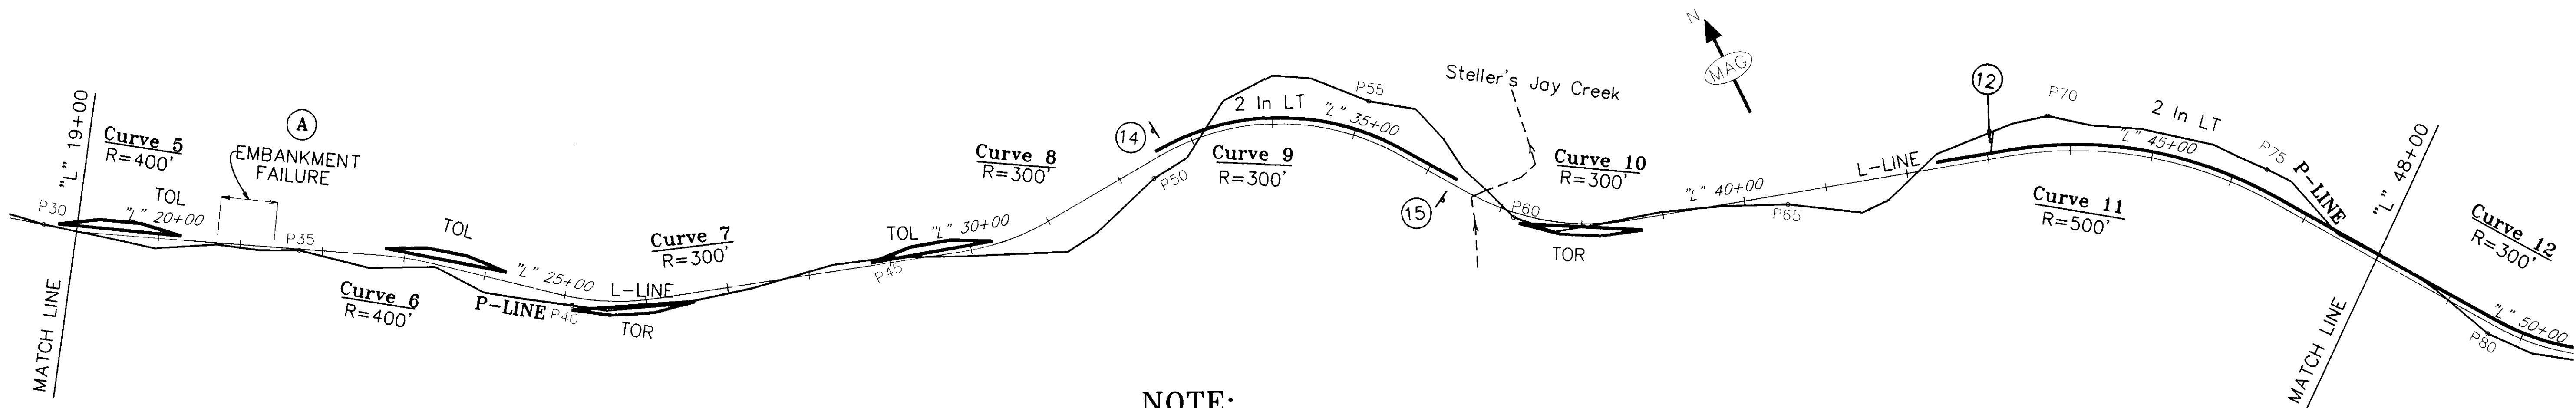 "L" 19+00
MATCH LINE
Curve 5
R=400'
P30
TOL
"L" 20+00
A
EMBANKMENT
FAILURE
P35
Curve 6
R=400'
TOL
P-LINE
"L" 25+00
P40
L-LINE
TOR
Curve 7
R=300'
TOL
"L" 30+00
P45
Curve 8
R=300'
14
P50
Curve 9
R=300'
2 In LT
"L" 35+00
P55
15
Steller's Jay Creek
P60
Curve 10
R=300'
TOR
N
MAG
"L" 40+00
P65
L-LINE
12
P70
2 In LT
"L" 45+00
P75
P-LINE
Curve 11
R=500'
"L" 48+00
MATCH LINE
Curve 12
R=300'
"L" 50+00
P80
NOTE: